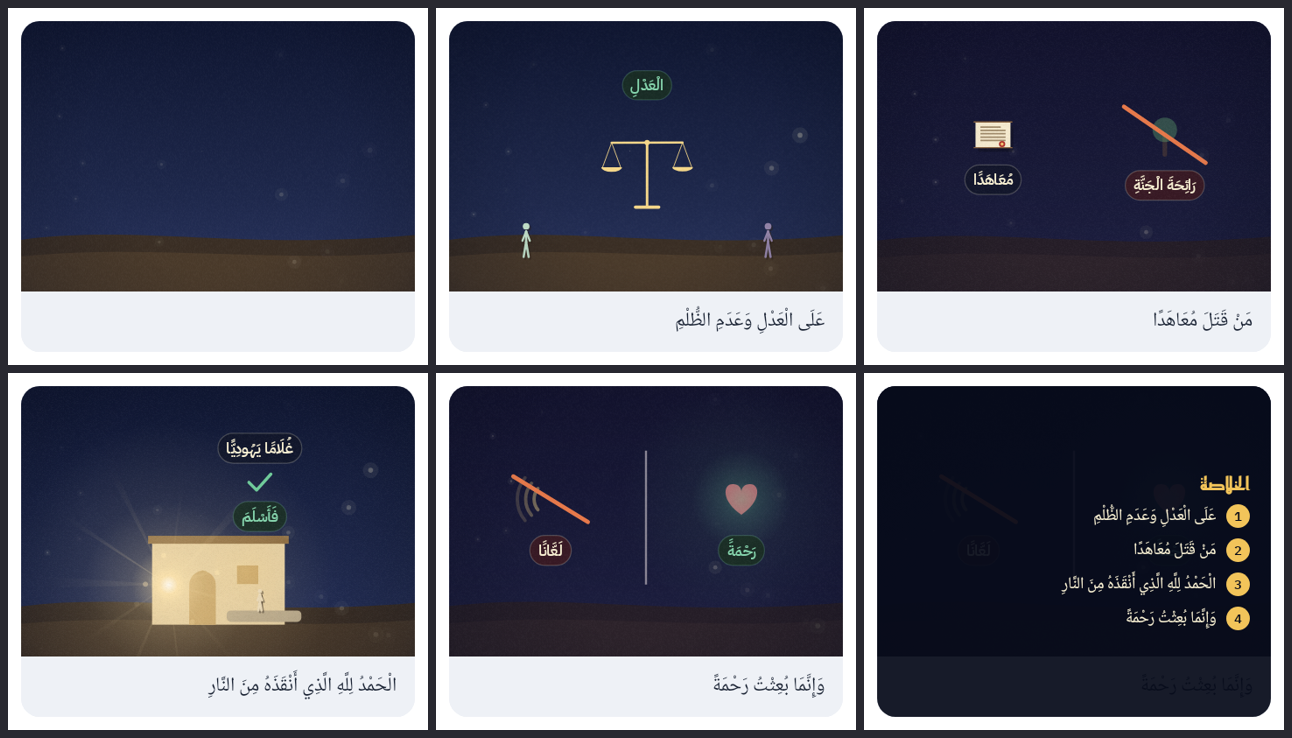 الْعَدْلِ
عَلَى الْعَدْلِ وَعَدَمِ الظُّلْمِ
رَائِحَةَ الْجَنَّةِ
مُعَاهَدًا
مَنْ قَتَلَ مُعَاهَدًا
غُلَامًا يَهُودِيًّا
فَأَسْلَمَ
الْحَمْدُ لِلَّهِ الَّذِي أَنْقَذَهُ مِنَ النَّارِ
رَحْمَةً
لَعَّانًا
وَإِنَّمَا بُعِثْتُ رَحْمَةً
الخلاصة
1 عَلَى الْعَدْلِ وَعَدَمِ الظُّلْمِ
2 مَنْ قَتَلَ مُعَاهَدًا
3 الْحَمْدُ لِلَّهِ الَّذِي أَنْقَذَهُ مِنَ النَّارِ
4 وَإِنَّمَا بُعِثْتُ رَحْمَةً
لَعَّانًا
وَإِنَّمَا بُعِثْتُ رَحْمَةً